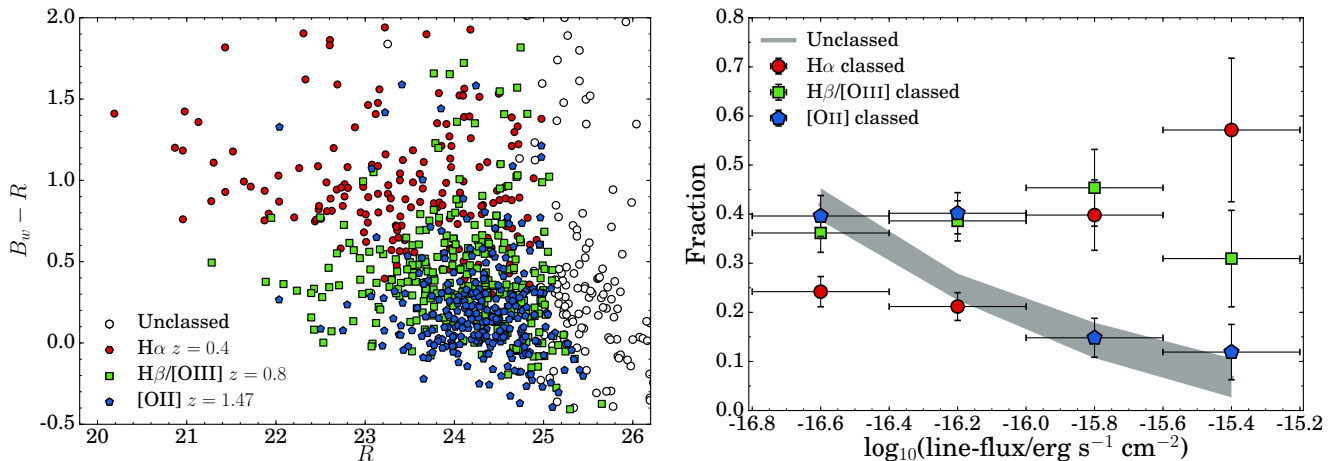 2.0
1.5
1.0
0.5
0.0
-0.5
B_w − R
Unclassed
Hα z = 0.4
Hβ/[OIII] z = 0.8
[OII] z = 1.47
20 21 22 23 24 25 26
R
0.8
0.7
0.6
0.5
0.4
0.3
0.2
0.1
0.0
Fraction
Unclassed
Hα classed
Hβ/[OIII] classed
[OII] classed
-16.8 -16.6 -16.4 -16.2 -16.0 -15.8 -15.6 -15.4 -15.2
log₁₀(line-flux/erg s⁻¹ cm⁻²)